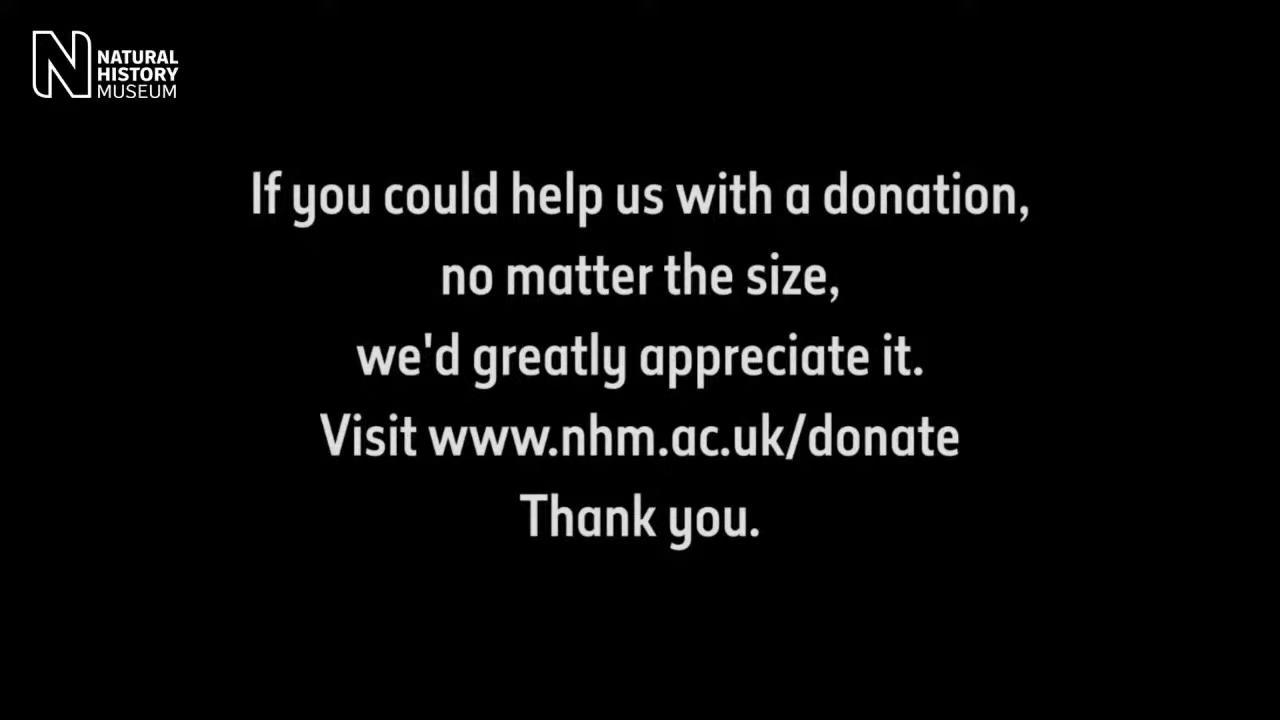 NATURAL
HISTORY
MUSEUM
If you could help us with a donation,
no matter the size,
we'd greatly appreciate it.
Visit www.nhm.ac.uk/donate
Thank you.